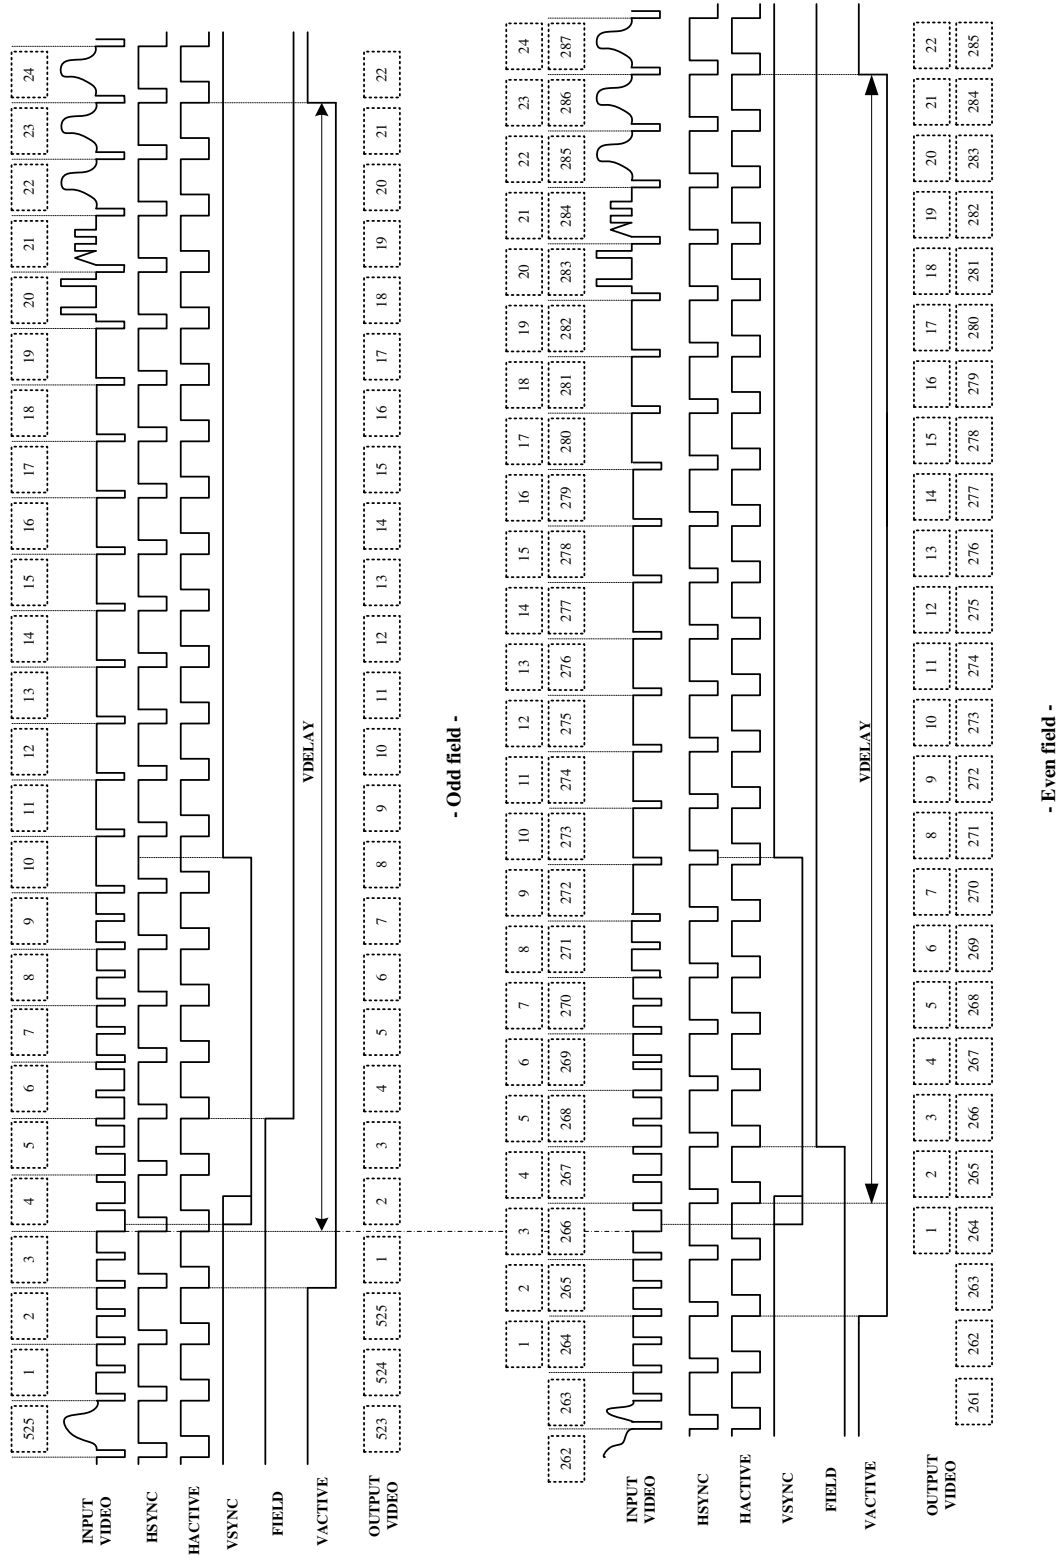 525 1 2 3 4 5 6 7 8 9 10 11 12 13 14 15 16 17 18 19 20 21 22 23 24
INPUT
VIDEO
HSYNC
HACTIVE
VSYNC
FIELD
VDELAY
VACTIVE
OUTPUT
VIDEO
523 524 525 1 2 3 4 5 6 7 8 9 10 11 12 13 14 15 16 17 18 19 20 21 22
- Odd field -
1 2 3 4 5 6 7 8 9 10 11 12 13 14 15 16 17 18 19 20 21 22 23 24
262 263 264 265 266 267 268 269 270 271 272 273 274 275 276 277 278 279 280 281 282 283 284 285 286 287
INPUT
VIDEO
HSYNC
HACTIVE
VSYNC
FIELD
VDELAY
VACTIVE
OUTPUT
VIDEO
1 2 3 4 5 6 7 8 9 10 11 12 13 14 15 16 17 18 19 20 21 22
261 262 263 264 265 266 267 268 269 270 271 272 273 274 275 276 277 278 279 280 281 282 283 284 285
- Even field -